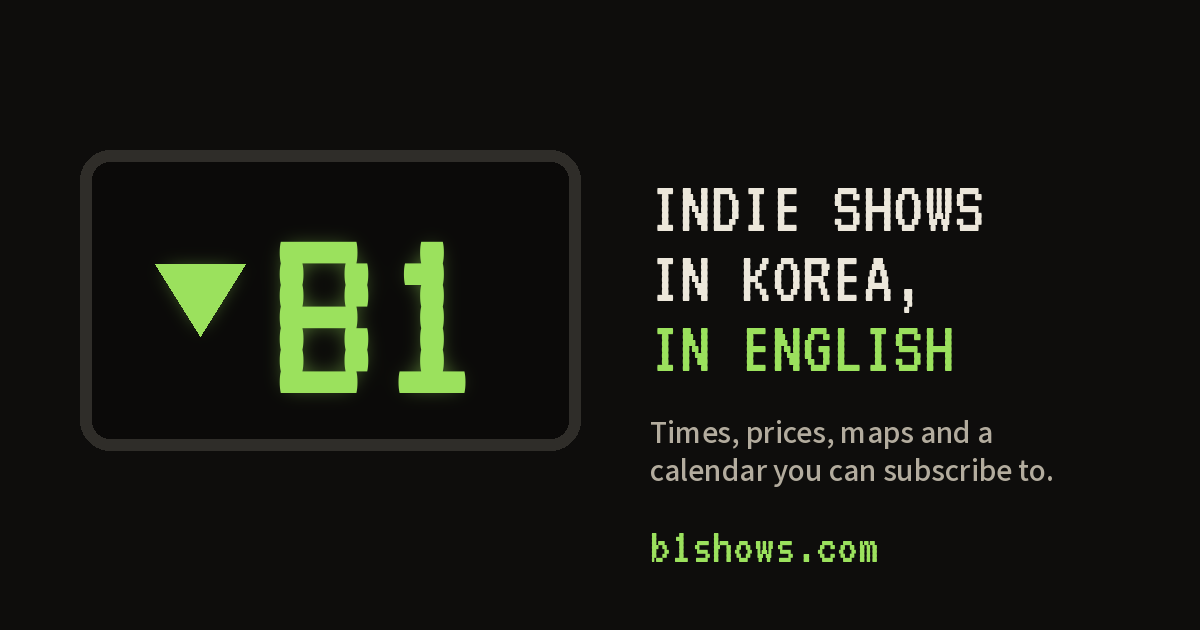 B1
INDIE SHOWS
IN KOREA,
IN ENGLISH
Times, prices, maps and a
calendar you can subscribe to.
b1shows.com